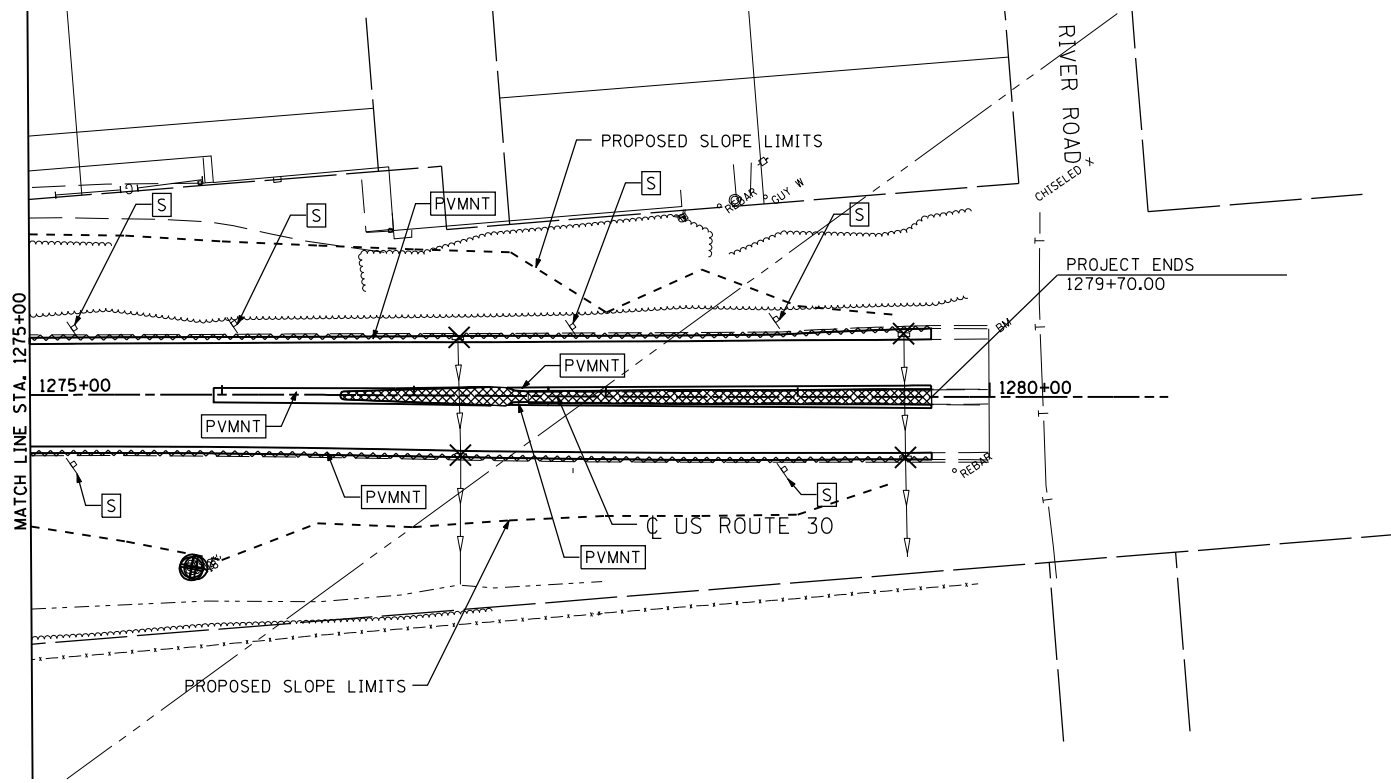 RIVER ROAD
PROPOSED SLOPE LIMITS
CHISELED X
S
S
PVMNT
S
REBAR
GUY W
S
PROJECT ENDS
1279+70.00
BM
MATCH LINE STA. 1275+00
1275+00
PVMNT
1280+00
PVMNT
REBAR
PVMNT
S
S
℄ US ROUTE 30
PVMNT
PROPOSED SLOPE LIMITS